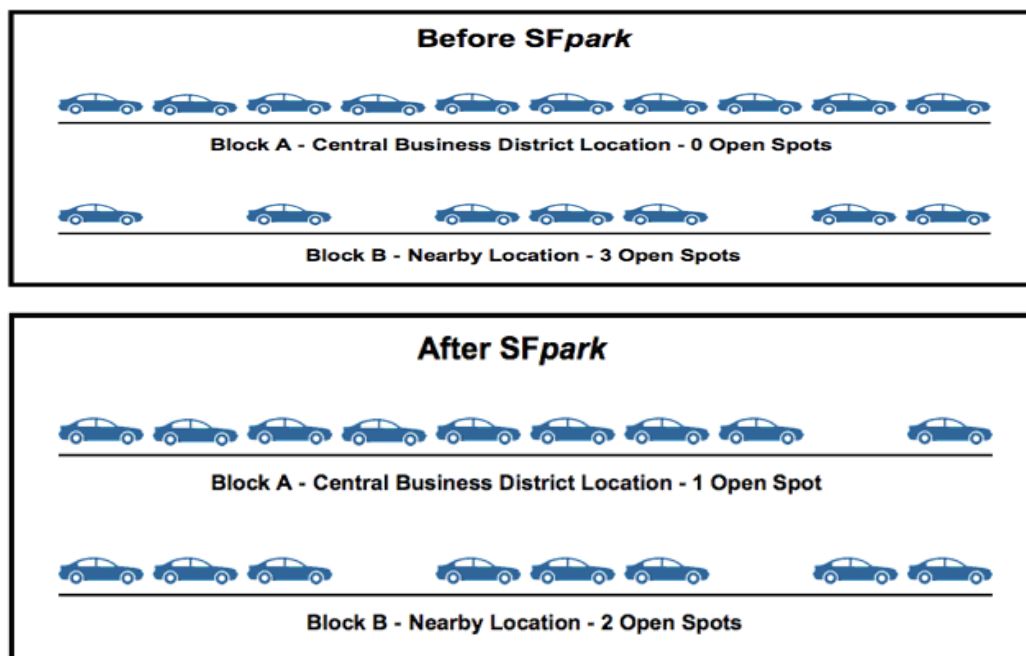 Before SFpark
Block A - Central Business District Location - 0 Open Spots
Block B - Nearby Location - 3 Open Spots
After SFpark
Block A - Central Business District Location - 1 Open Spot
Block B - Nearby Location - 2 Open Spots